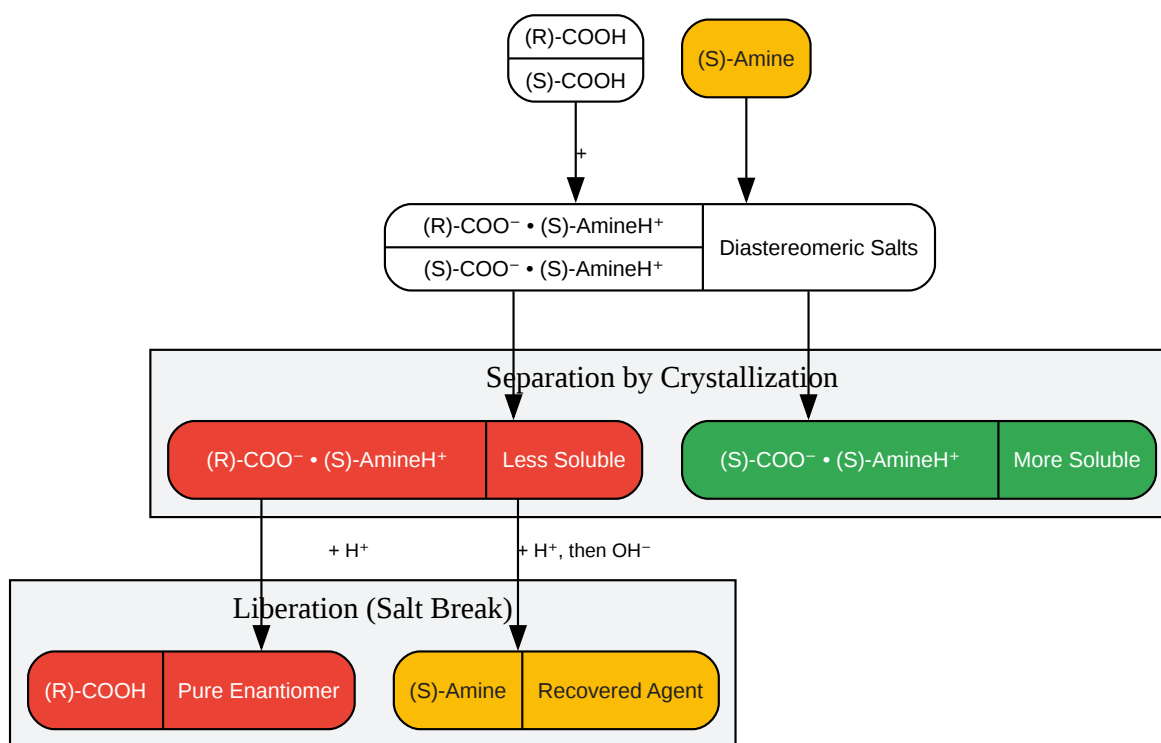 (R)-COOH
(S)-COOH
(S)-Amine
+
(R)-COO⁻ • (S)-AmineH⁺
(S)-COO⁻ • (S)-AmineH⁺
Diastereomeric Salts
Separation by Crystallization
(R)-COO⁻ • (S)-AmineH⁺
Less Soluble
(S)-COO⁻ • (S)-AmineH⁺
More Soluble
+ H⁺
+ H⁺, then OH⁻
Liberation (Salt Break)
(R)-COOH
Pure Enantiomer
(S)-Amine
Recovered Agent